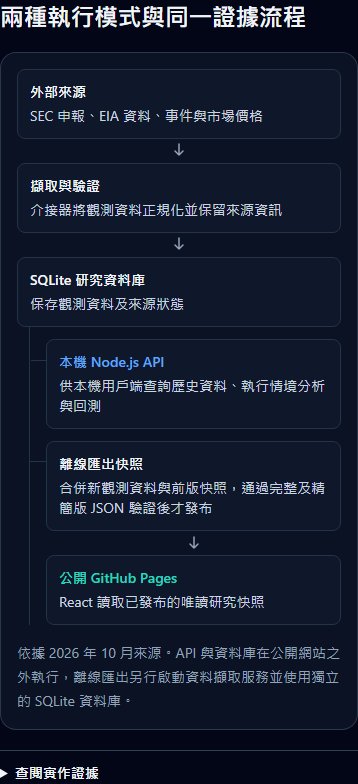 兩種執行模式與同一證據流程
外部來源
SEC 申報、EIA 資料、事件與市場價格
↓
擷取與驗證
介接器將觀測資料正規化並保留來源資訊
↓
SQLite 研究資料庫
保存觀測資料及來源狀態
本機 Node.js API
供本機用戶端查詢歷史資料、執行情境分析
與回測
離線匯出快照
合併新觀測資料與前版快照，通過完整及精
簡版 JSON 驗證後才發布
↓
公開 GitHub Pages
React 讀取已發布的唯讀研究快照
依據 2026 年 10 月來源。API 與資料庫在公開網站之
外執行，離線匯出另行啟動資料擷取服務並使用獨立
的 SQLite 資料庫。
▶ 查閱實作證據